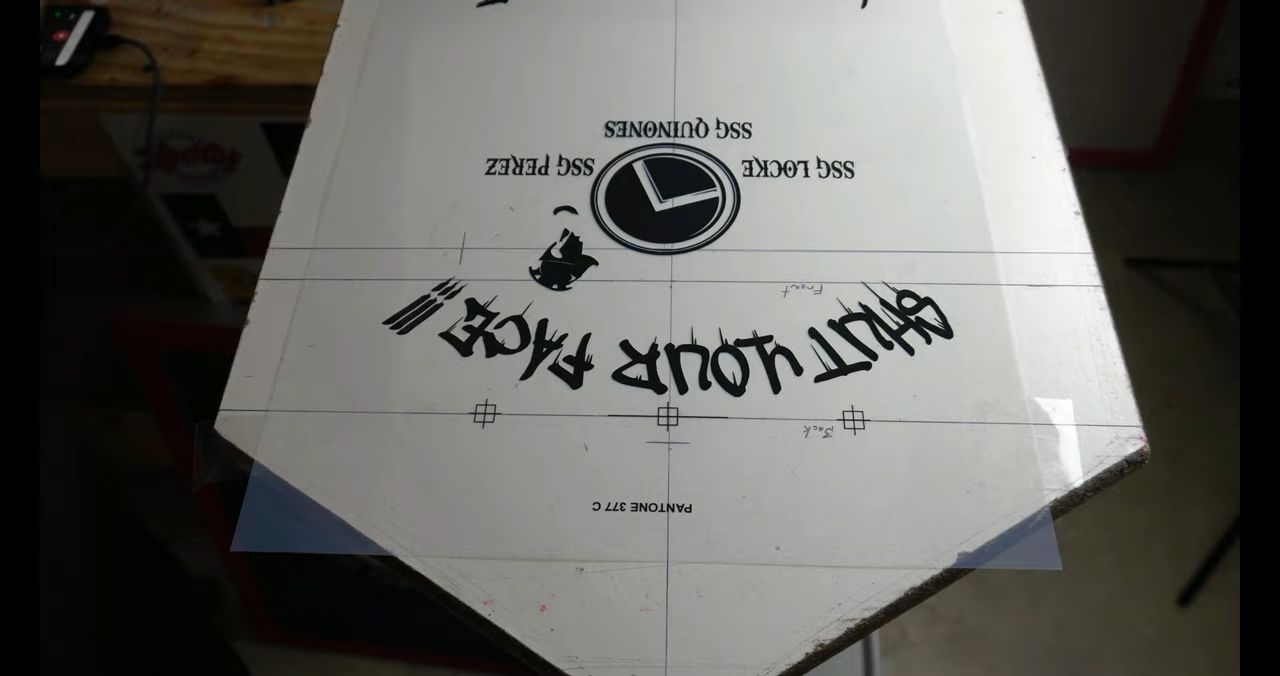 PANTONE 377 C
Back
SHUT YOUR FACE !!!
Front
SSG LOCKE SSG PEREZ
SSG QUINONES